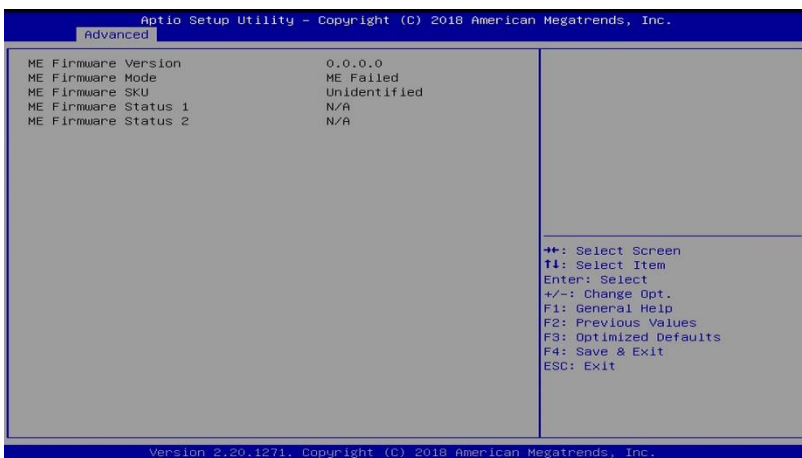 Aptio Setup Utility – Copyright (C) 2018 American Megatrends, Inc.
Advanced
ME Firmware Version 0.0.0.0
ME Firmware Mode ME Failed
ME Firmware SKU Unidentified
ME Firmware Status 1 N/A
ME Firmware Status 2 N/A
→←: Select Screen
↑↓: Select Item
Enter: Select
+/-: Change Opt.
F1: General Help
F2: Previous Values
F3: Optimized Defaults
F4: Save & Exit
ESC: Exit
Version 2.20.1271. Copyright (C) 2018 American Megatrends, Inc.